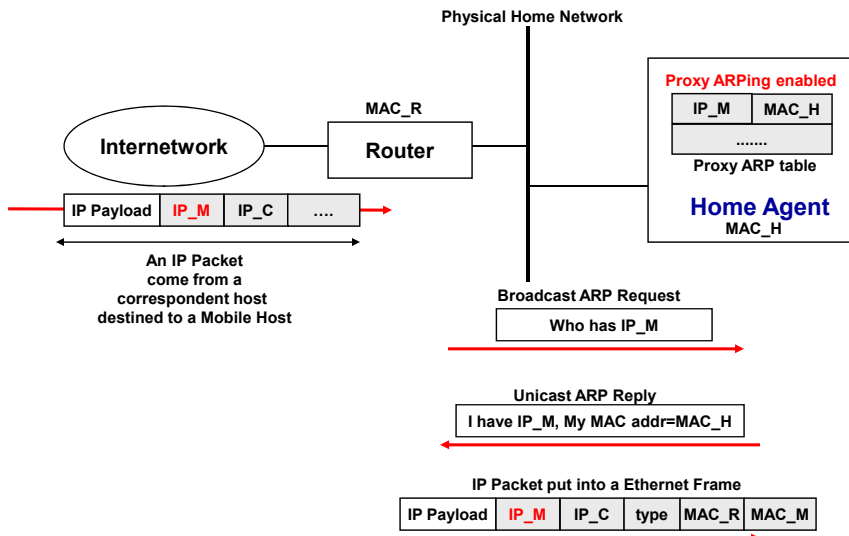 Physical Home Network
Proxy ARPing enabled
IP_M MAC_H
.......
Proxy ARP table
Home Agent
MAC_H
MAC_R
Router
Internetwork
IP Payload IP_M IP_C ....
An IP Packet
come from a
correspondent host
destined to a Mobile Host
Broadcast ARP Request
Who has IP_M
Unicast ARP Reply
I have IP_M, My MAC addr=MAC_H
IP Packet put into a Ethernet Frame
IP Payload IP_M IP_C type MAC_R MAC_M